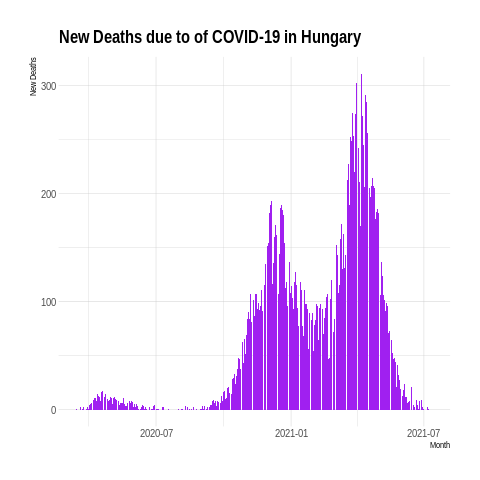 New Deaths due to of COVID-19 in Hungary
New Deaths
300
200
100
0
2020-07
2021-01
2021-07
Month